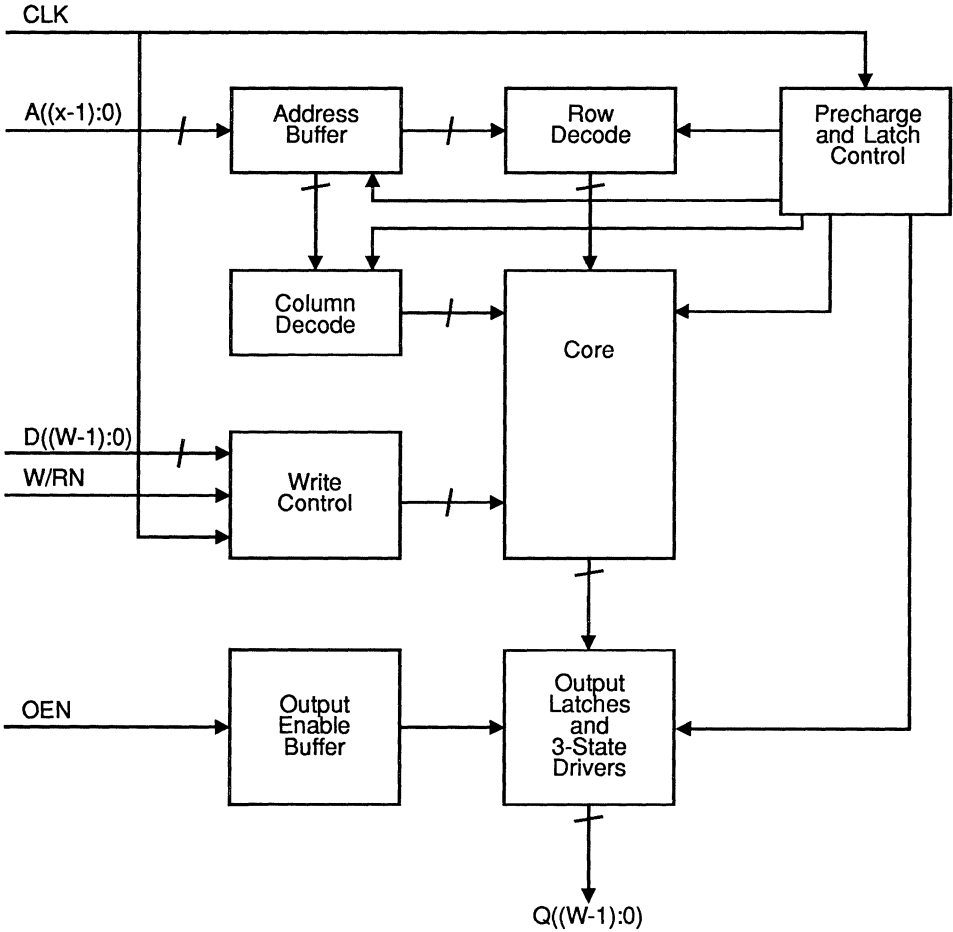 CLK
A((x-1):0)
Address
Buffer
Row
Decode
Precharge
and Latch
Control
Column
Decode
Core
D((W-1):0)
W/RN
Write
Control
OEN
Output
Enable
Buffer
Output
Latches
and
3-State
Drivers
Q((W-1):0)